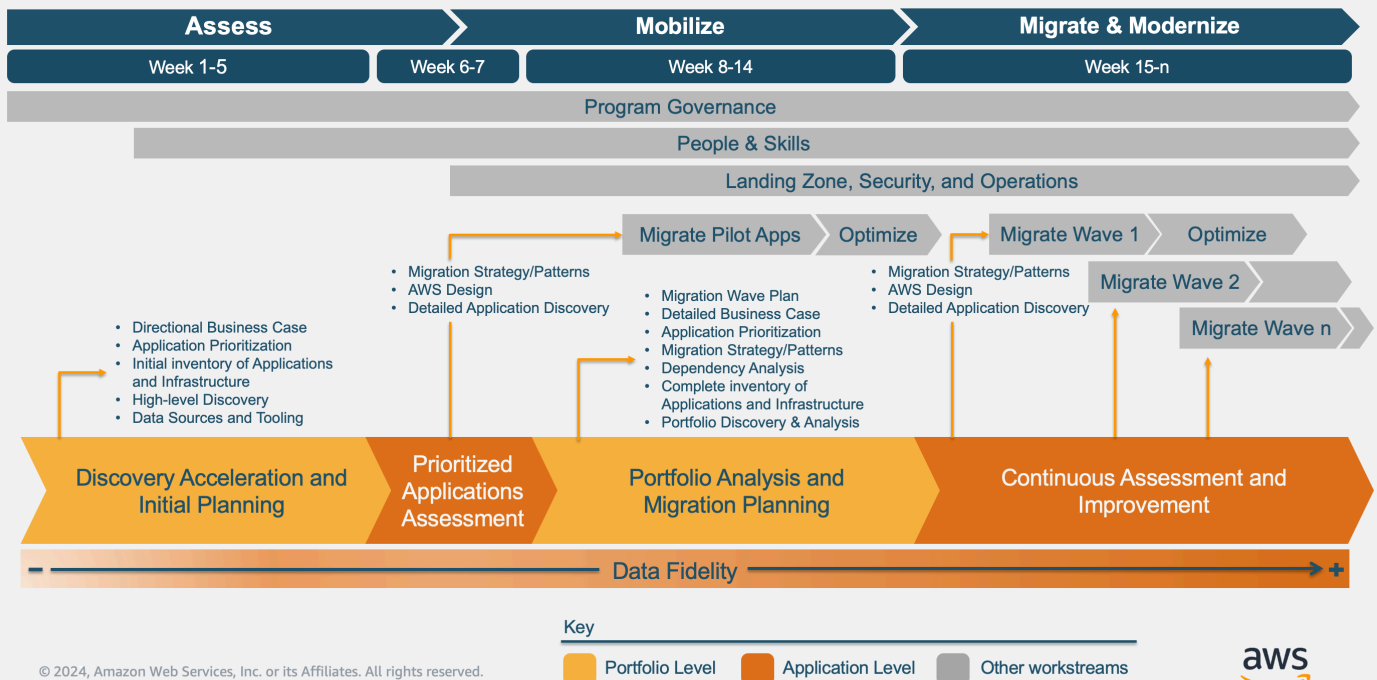 Assess
Mobilize
Migrate & Modernize
Week 1-5
Week 6-7
Week 8-14
Week 15-n
Program Governance
People & Skills
Landing Zone, Security, and Operations
Migrate Pilot Apps
Optimize
Migrate Wave 1
Optimize
Migrate Wave 2
Migrate Wave n
• Directional Business Case
• Application Prioritization
• Initial inventory of Applications
and Infrastructure
• High-level Discovery
• Data Sources and Tooling
• Migration Strategy/Patterns
• AWS Design
• Detailed Application Discovery
• Migration Wave Plan
• Detailed Business Case
• Application Prioritization
• Migration Strategy/Patterns
• Dependency Analysis
• Complete inventory of
Applications and Infrastructure
• Portfolio Discovery & Analysis
• Migration Strategy/Patterns
• AWS Design
• Detailed Application Discovery
Discovery Acceleration and
Initial Planning
Prioritized
Applications
Assessment
Portfolio Analysis and
Migration Planning
Continuous Assessment and
Improvement
- Data Fidelity +
Key
Portfolio Level
Application Level
Other workstreams
© 2024, Amazon Web Services, Inc. or its Affiliates. All rights reserved.
aws